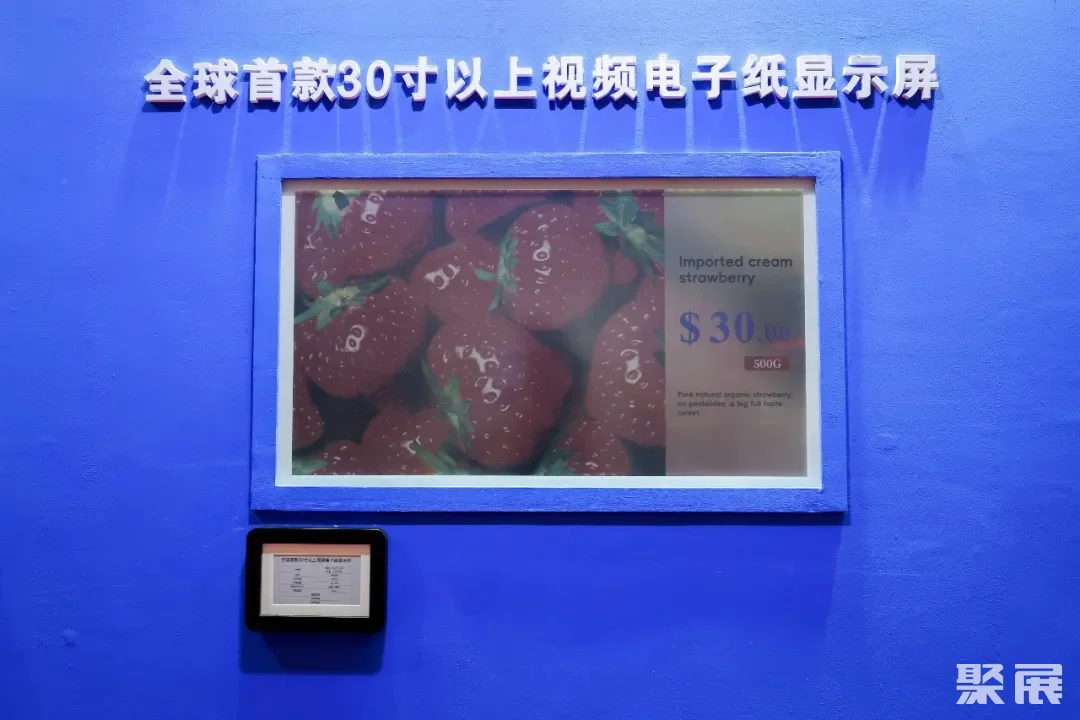 全球首款30寸以上视频电子纸显示屏
Imported cream
strawberry
$30.00
500G
Pure natural organic strawberry,
no pesticides, a big full taste
sweet
聚展